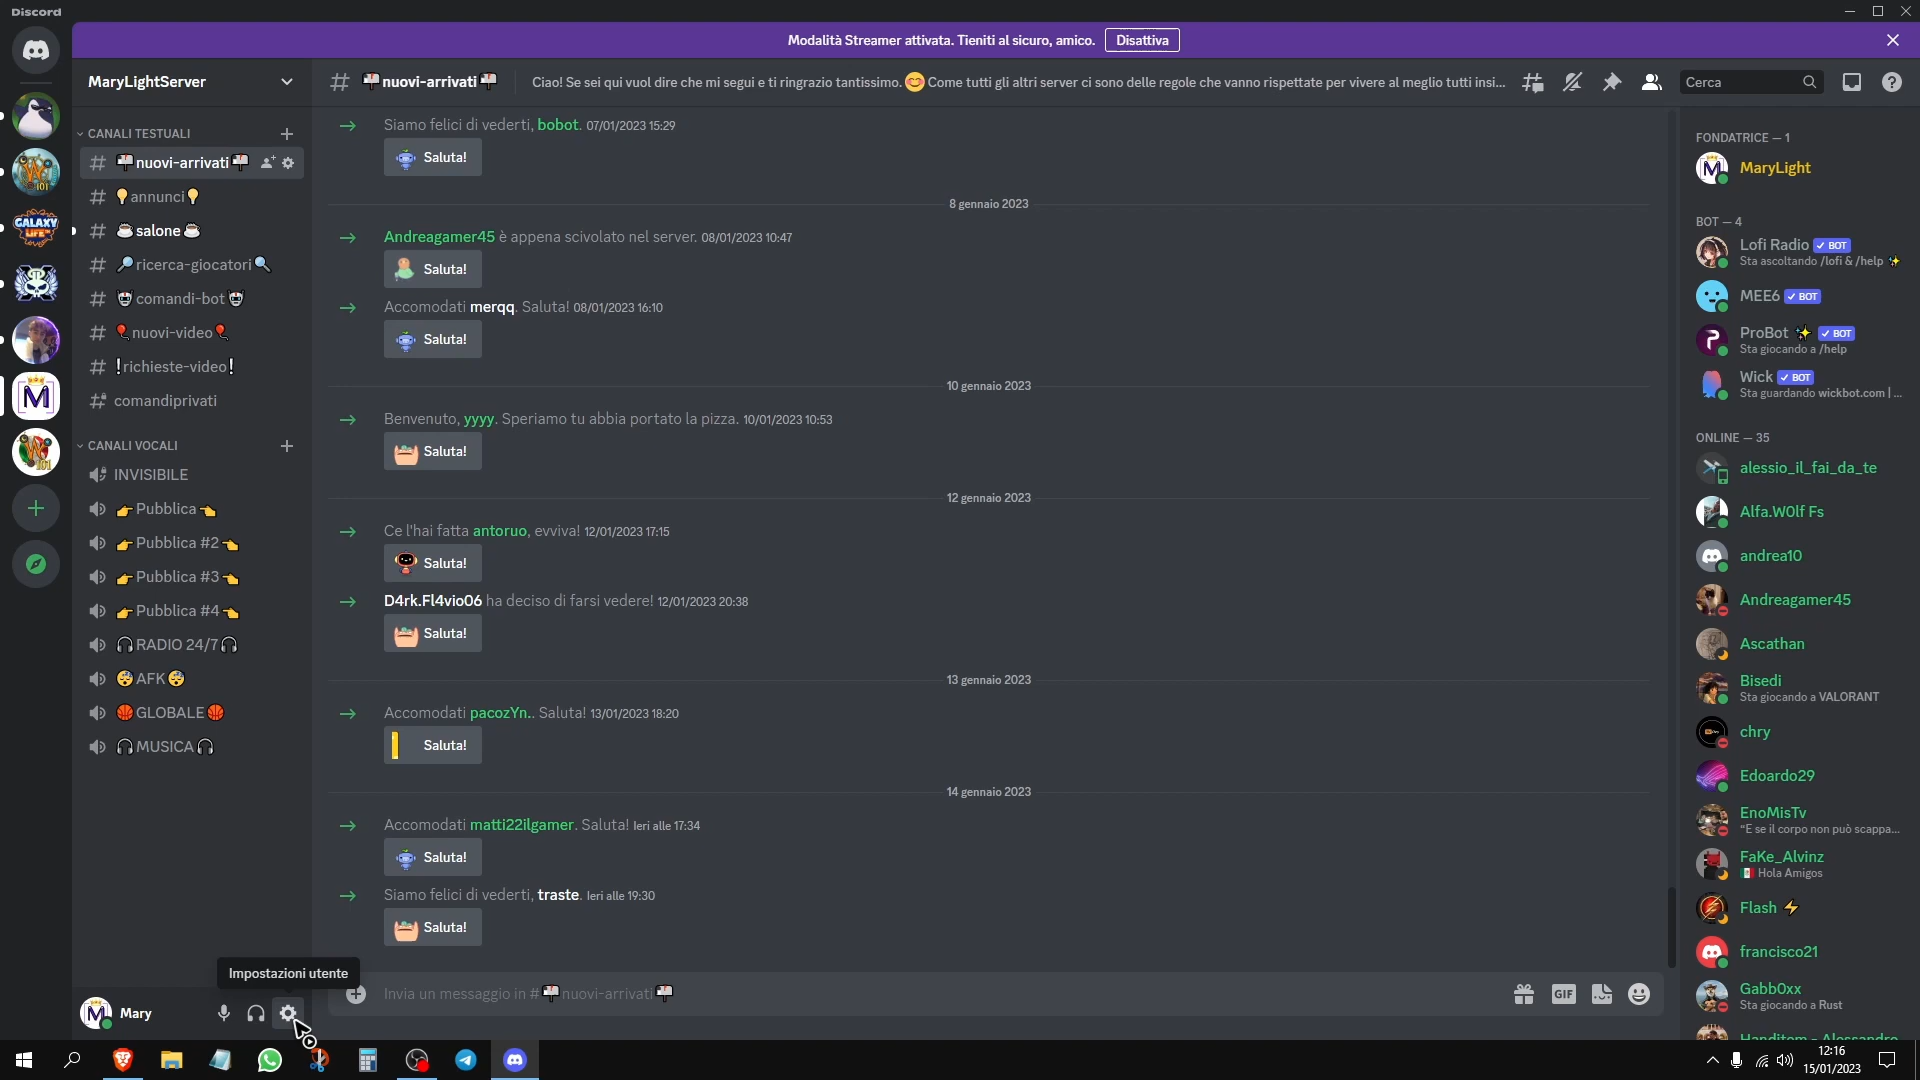 Discord
Modalità Streamer attivata. Tieniti al sicuro, amico. Disattiva
MaryLightServer
# 📬nuovi-arrivati📬
Ciao! Se sei qui vuol dire che mi segui e ti ringrazio tantissimo. 😊 Come tutti gli altri server ci sono delle regole che vanno rispettate per vivere al meglio tutti insi...
Cerca
CANALI TESTUALI
# 📬nuovi-arrivati📬
# 💡annunci💡
# ☕salone☕
# 🔎ricerca-giocatori🔍
# 🤖comandi-bot🤖
# 🎈nuovi-video🎈
# ❕richieste-video❕
# comandiprivati
CANALI VOCALI
INVISIBILE
👉Pubblica👈
👉Pubblica #2👈
👉Pubblica #3👈
👉Pubblica #4👈
🎧RADIO 24/7🎧
😴AFK😴
🏀GLOBALE🏀
🎧MUSICA🎧
Impostazioni utente
Mary
Siamo felici di vederti, bobot. 07/01/2023 15:29
Saluta!
8 gennaio 2023
Andreagamer45 è appena scivolato nel server. 08/01/2023 10:47
Saluta!
Accomodati merqq. Saluta! 08/01/2023 16:10
Saluta!
10 gennaio 2023
Benvenuto, yyyy. Speriamo tu abbia portato la pizza. 10/01/2023 10:53
Saluta!
12 gennaio 2023
Ce l'hai fatta antoruo, evviva! 12/01/2023 17:15
Saluta!
D4rk.Fl4vio06 ha deciso di farsi vedere! 12/01/2023 20:38
Saluta!
13 gennaio 2023
Accomodati pacozYn.. Saluta! 13/01/2023 18:20
Saluta!
14 gennaio 2023
Accomodati matti22ilgamer. Saluta! Ieri alle 17:34
Saluta!
Siamo felici di vederti, traste. Ieri alle 19:30
Saluta!
Invia un messaggio in #📬nuovi-arrivati📬
GIF
FONDATRICE — 1
MaryLight
BOT — 4
Lofi Radio ✓ BOT
Sta ascoltando /lofi & /help ✨
MEE6 ✓ BOT
ProBot ✨ ✓ BOT
Sta giocando a /help
Wick ✓ BOT
Sta guardando wickbot.com | ...
ONLINE — 35
alessio_il_fai_da_te
Alfa.W0lf Fs
andrea10
Andreagamer45
Ascathan
Bisedi
Sta giocando a VALORANT
chry
Edoardo29
EnoMisTv
“E se il corpo non può scappa...
FaKe_Alvinz
🇲🇽 Hola Amigos
Flash ⚡
francisco21
Gabb0xx
Sta giocando a Rust
12:16
15/01/2023